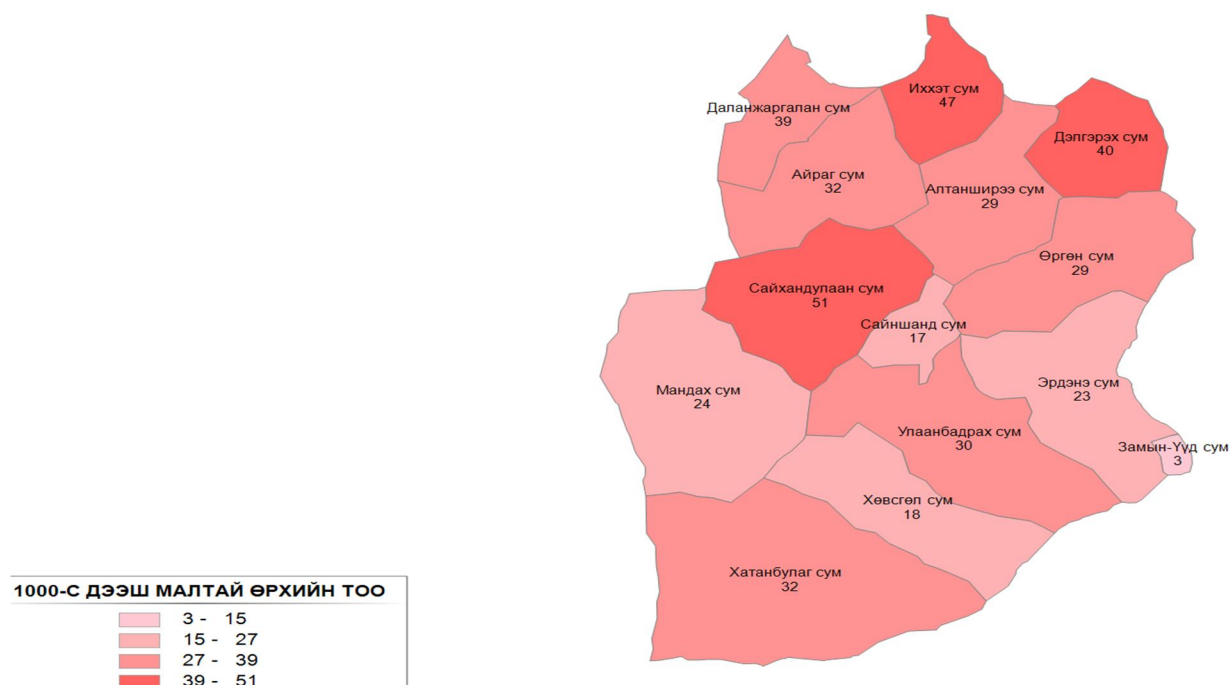 Иххэт сум
47
Даланжаргалан сум
39
Дэлгэрэх сум
40
Айраг сум
32
Алтанширээ сум
29
Өргөн сум
29
Сайхандулаан сум
51
Сайншанд сум
17
Мандах сум
24
Эрдэнэ сум
23
Улаанбадрах сум
30
Замын-Үүд сум
3
Хөвсгөл сум
18
Хатанбулаг сум
32
1000-С ДЭЭШ МАЛТАЙ ӨРХИЙН ТОО
3 - 15
15 - 27
27 - 39
39 - 51